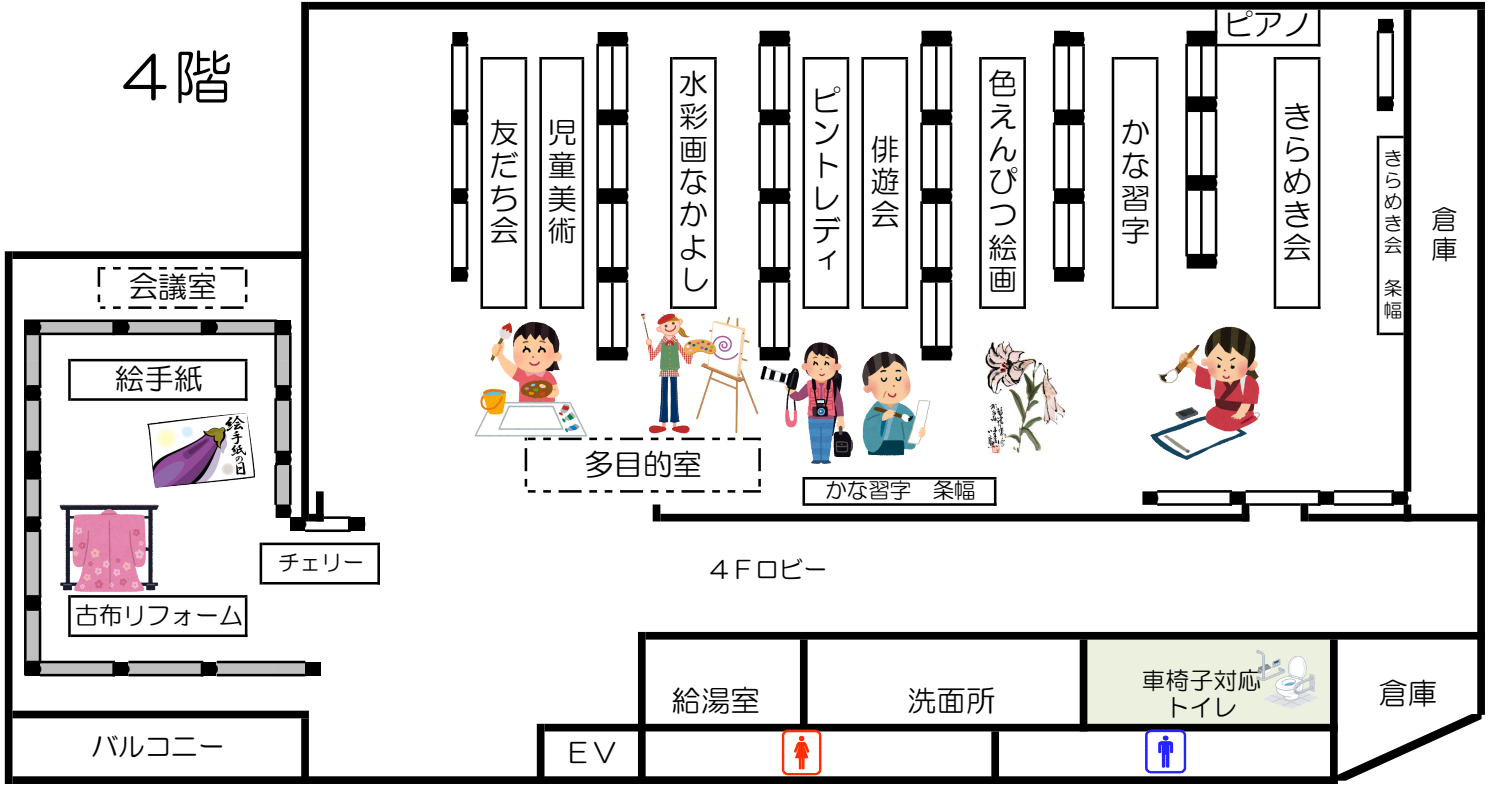 4階
ピアノ
友だち会
児童美術
水彩画なかよし
ピントレディ
俳遊会
色えんぴつ絵画
かな習字
きらめき会
きらめき会　条幅
倉庫
会議室
絵手紙
絵手紙の日
古布リフォーム
チェリー
多目的室
かな習字　条幅
４Ｆロビー
給湯室
洗面所
車椅子対応
トイレ
倉庫
バルコニー
ＥＶ